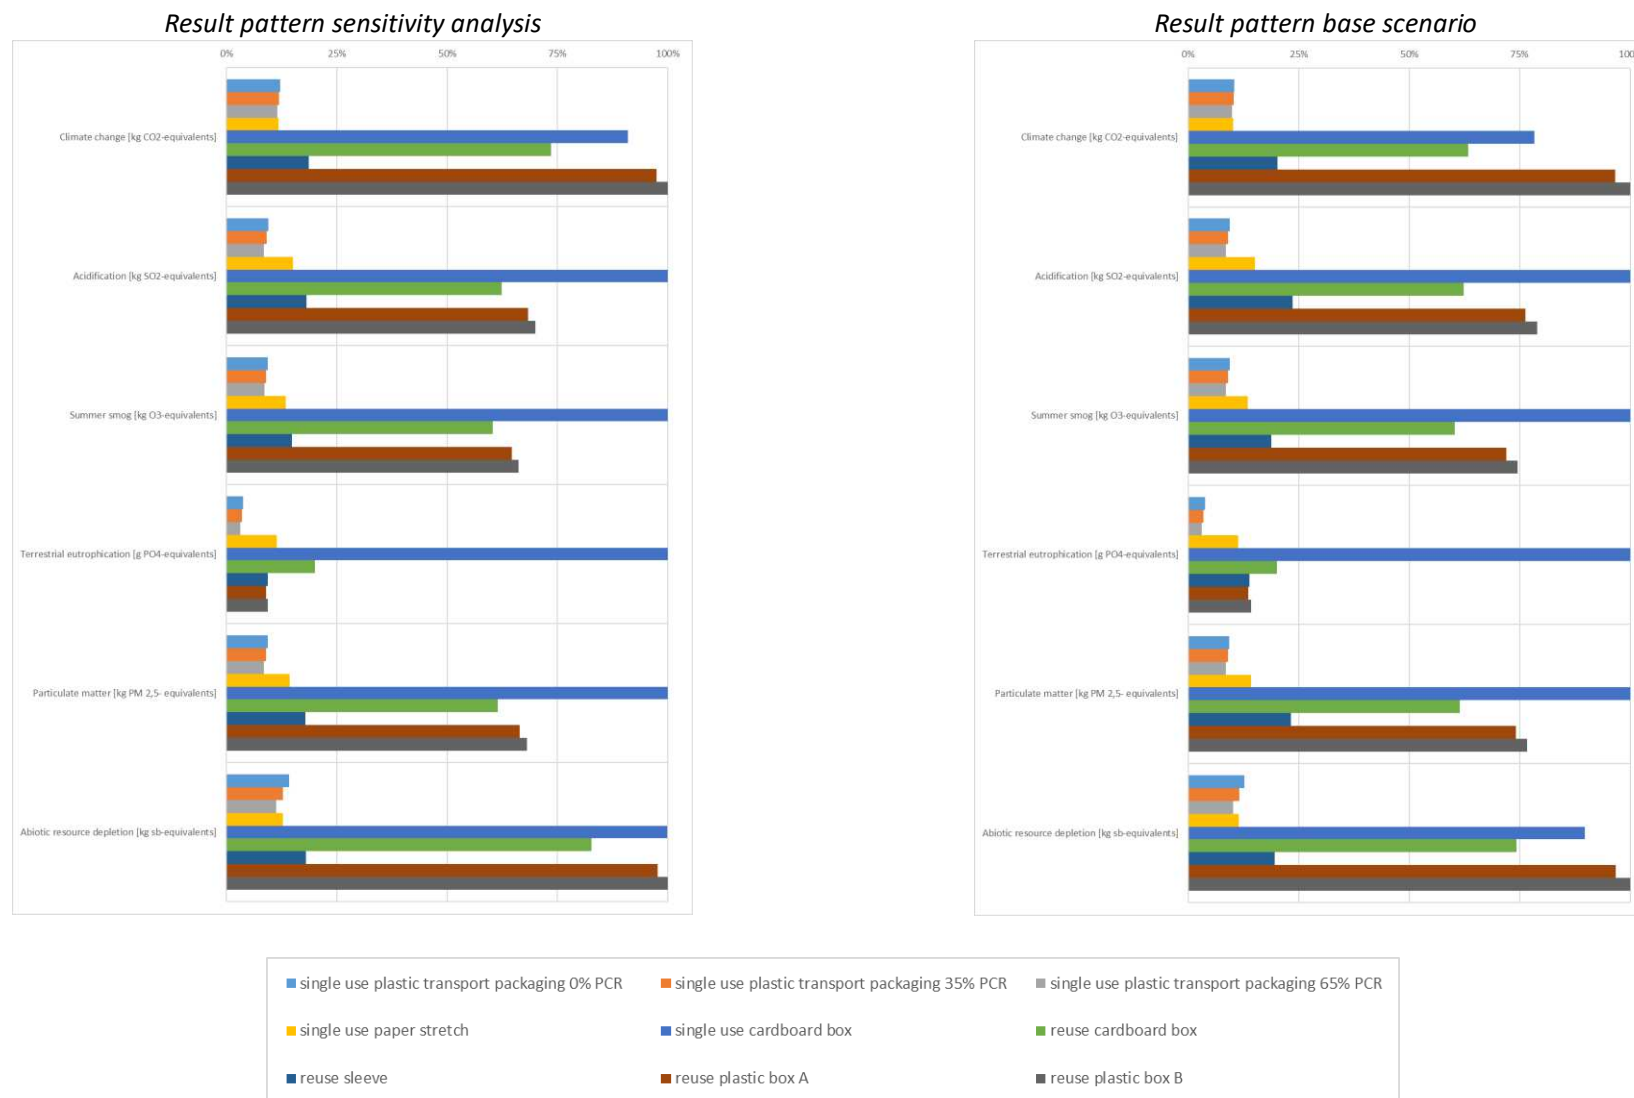 Result pattern sensitivity analysis
0% 25% 50% 75% 100%
Climate change [kg CO2-equivalents]
Acidification [kg SO2-equivalents]
Summer smog [kg O3-equivalents]
Terrestrial eutrophication [g PO4-equivalents]
Particulate matter [kg PM 2,5- equivalents]
Abiotic resource depletion [kg sb-equivalents]
Result pattern base scenario
0% 25% 50% 75% 100
Climate change [kg CO2-equivalents]
Acidification [kg SO2-equivalents]
Summer smog [kg O3-equivalents]
Terrestrial eutrophication [g PO4-equivalents]
Particulate matter [kg PM 2,5- equivalents]
Abiotic resource depletion [kg sb-equivalents]
single use plastic transport packaging 0% PCR single use plastic transport packaging 35% PCR single use plastic transport packaging 65% PCR
single use paper stretch single use cardboard box reuse cardboard box
reuse sleeve reuse plastic box A reuse plastic box B